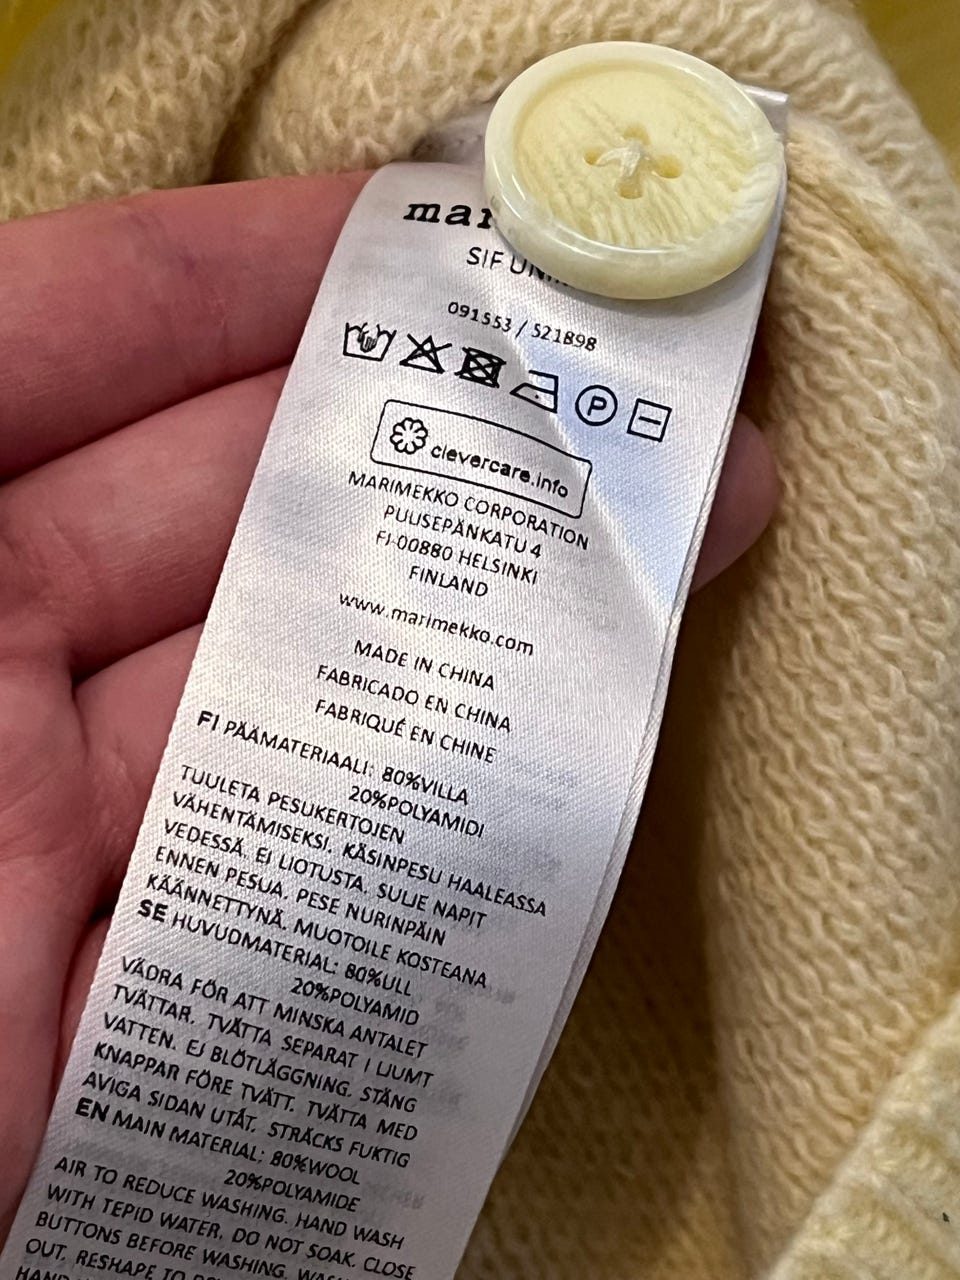 SIF
091553 / 521898
P
clevercare.info
MARIMEKKO CORPORATION
PUUSEPÄNKATU 4
FI-00880 HELSINKI
FINLAND
www.marimekko.com
MADE IN CHINA
FABRICADO EN CHINA
FABRIQUÉ EN CHINE
FI PÄÄMATERIAALI: 80%VILLA
20%POLYAMIDI
TUULETA PESUKERTOJEN
VÄHENTÄMISEKSI. KÄSINPESU HAALEASSA
VEDESSÄ. EI LIOTUSTA. SULJE NAPIT
ENNEN PESUA. PESE NURINPÄIN
KÄÄNNETTYNÄ. MUOTOILE KOSTEANA
SE HUVUDMATERIAL: 80%ULL
20%POLYAMID
VÄDRA FÖR ATT MINSKA ANTALET
TVÄTTAR. TVÄTTA SEPARAT I LJUMT
VATTEN. EJ BLÖTLÄGGNING. STÄNG
KNAPPAR FÖRE TVÄTT. TVÄTTA MED
AVIGA SIDAN UTÅT. STRÄCKS FUKTIG
EN MAIN MATERIAL: 80%WOOL
20%POLYAMIDE
AIR TO REDUCE WASHING. HAND WASH
WITH TEPID WATER. DO NOT SOAK. CLOSE
BUTTONS BEFORE WASHING.
OUT. RESHAPE TO